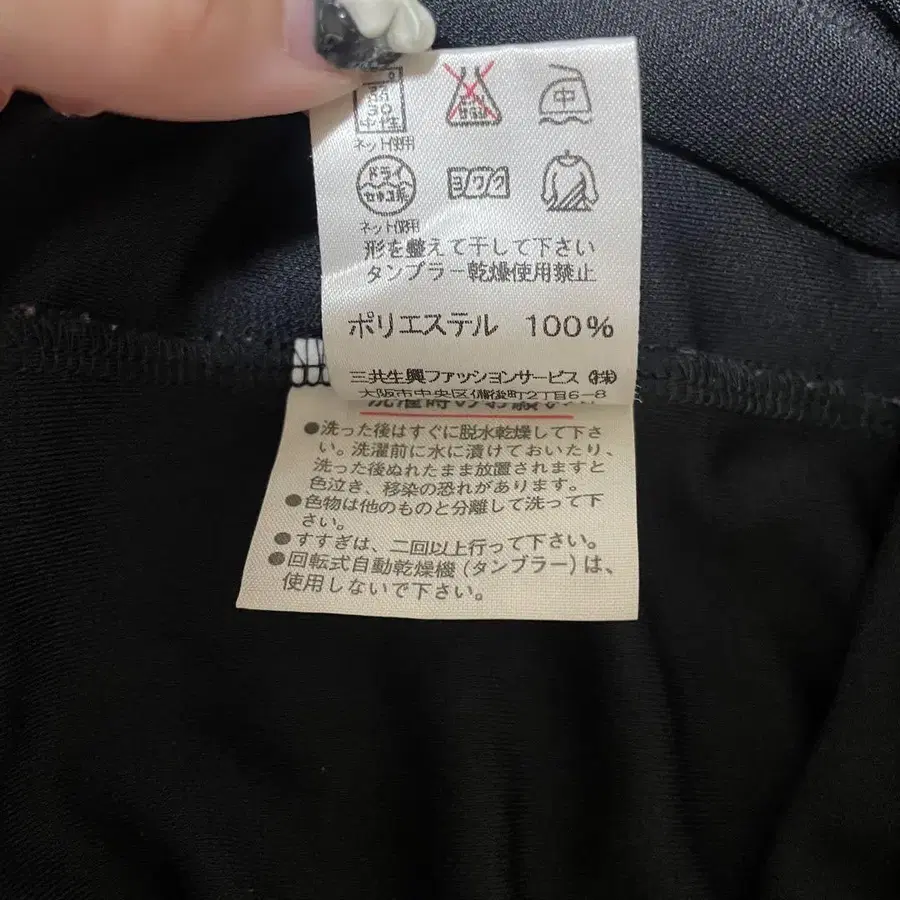 中
ネット使用
ドライ
セキユ系
ヨワク
ネット使用
形を整えて干して下さい
タンブラー乾燥使用禁止
ポリエステル 100%
三共生興ファッションサービス(株)
大阪市中央区備後町2丁目6-8
洗濯時のお願い
●洗った後はすぐに脱水乾燥して下さ
い。洗濯前に水に漬けておいたり、
洗った後ぬれたまま放置されますと
色泣き、移染の恐れがあります。
●色物は他のものと分離して洗って下
さい。
●すすぎは、二回以上行って下さい。
●回転式自動乾燥機(タンブラー)は、
使用しないで下さい。